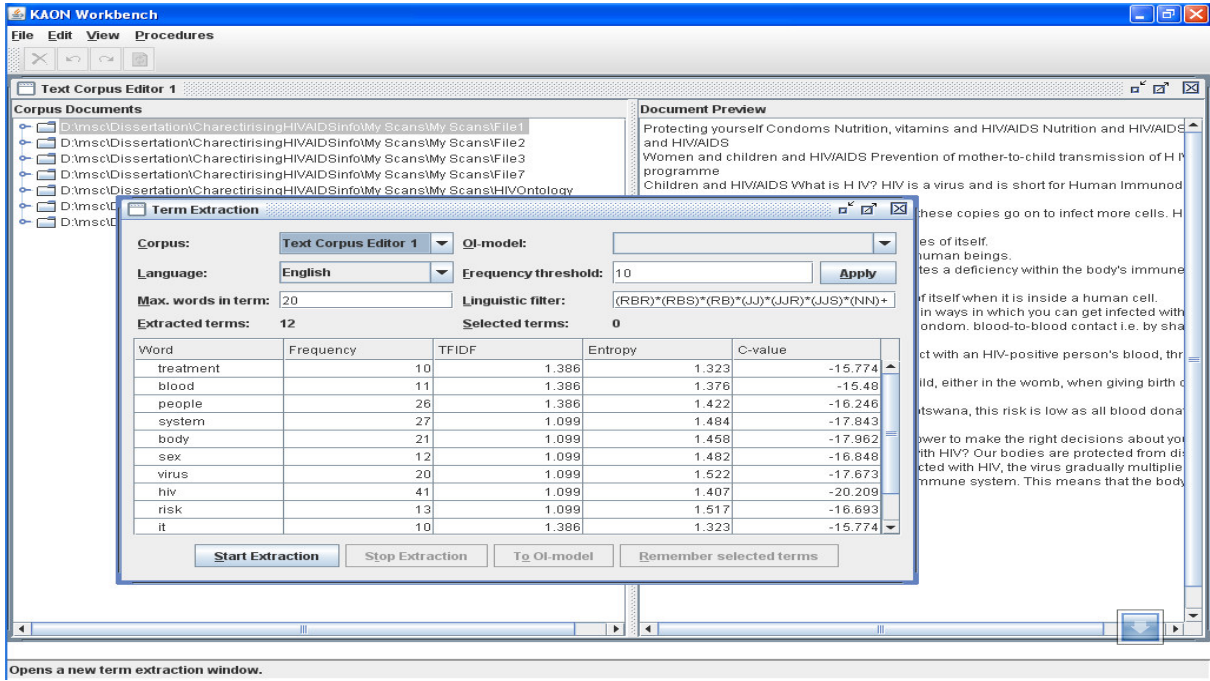 KAON Workbench
File Edit View Procedures
Text Corpus Editor 1
Corpus Documents
D:\msc\Dissertation\CharectirisingHIVAIDSinfo\My Scans\My Scans\File1
D:\msc\Dissertation\CharectirisingHIVAIDSinfo\My Scans\My Scans\File2
D:\msc\Dissertation\CharectirisingHIVAIDSinfo\My Scans\My Scans\File3
D:\msc\Dissertation\CharectirisingHIVAIDSinfo\My Scans\My Scans\File7
D:\msc\Dissertation\CharectirisingHIVAIDSinfo\My Scans\My Scans\HIVOntology
D:\msc\D
D:\msc\D
Document Preview
Protecting yourself Condoms Nutrition, vitamins and HIV/AIDS Nutrition and HIV/AIDS
and HIV/AIDS
Women and children and HIV/AIDS Prevention of mother-to-child transmission of H IV
programme
Children and HIV/AIDS What is H IV? HIV is a virus and is short for Human Immunod
these copies go on to infect more cells. H
es of itself.
human beings.
tes a deficiency within the body's immune
of itself when it is inside a human cell.
in ways in which you can get infected with
ondom. blood-to-blood contact i.e. by sha
ct with an HIV-positive person's blood, thr
ild, either in the womb, when giving birth o
tswana, this risk is low as all blood dona
ower to make the right decisions about you
ith HIV? Our bodies are protected from dis
cted with HIV, the virus gradually multiplie
mmune system. This means that the body
Term Extraction
Corpus: Text Corpus Editor 1 OI-model:
Language: English Frequency threshold: 10 Apply
Max. words in term: 20 Linguistic filter: (RBR)*(RBS)*(RB)*(JJ)*(JJR)*(JJS)*(NN)+
Extracted terms: 12 Selected terms: 0
Word Frequency TFIDF Entropy C-value
treatment 10 1.386 1.323 -15.774
blood 11 1.386 1.376 -15.48
people 26 1.386 1.422 -16.246
system 27 1.099 1.484 -17.843
body 21 1.099 1.458 -17.962
sex 12 1.099 1.482 -16.848
virus 20 1.099 1.522 -17.673
hiv 41 1.099 1.407 -20.209
risk 13 1.099 1.517 -16.693
it 10 1.386 1.323 -15.774
Start Extraction Stop Extraction To OI-model Remember selected terms
Opens a new term extraction window.